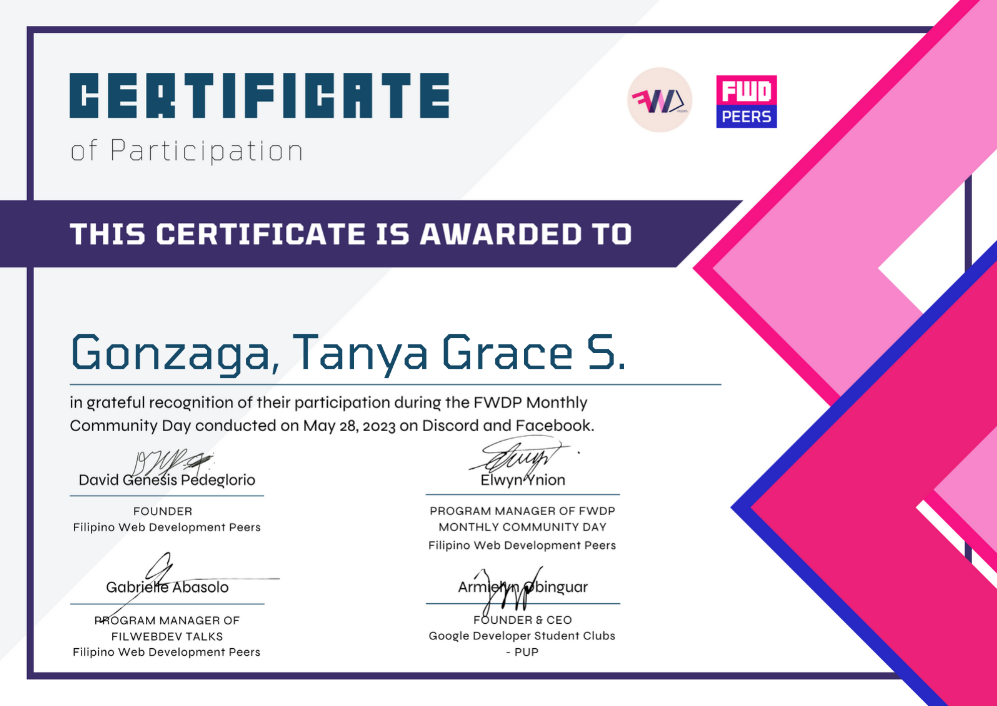 CERTIFICATE
of Participation
FWD
FWD
PEERS
THIS CERTIFICATE IS AWARDED TO
Gonzaga, Tanya Grace S.
in grateful recognition of their participation during the FWDP Monthly
Community Day conducted on May 28, 2023 on Discord and Facebook.
David Genesis Pedeglorio
FOUNDER
Filipino Web Development Peers
Elwyn Ynion
PROGRAM MANAGER OF FWDP
MONTHLY COMMUNITY DAY
Filipino Web Development Peers
Gabrielle Abasolo
PROGRAM MANAGER OF
FILWEBDEV TALKS
Filipino Web Development Peers
Armielyn Obinguar
FOUNDER & CEO
Google Developer Student Clubs
- PUP